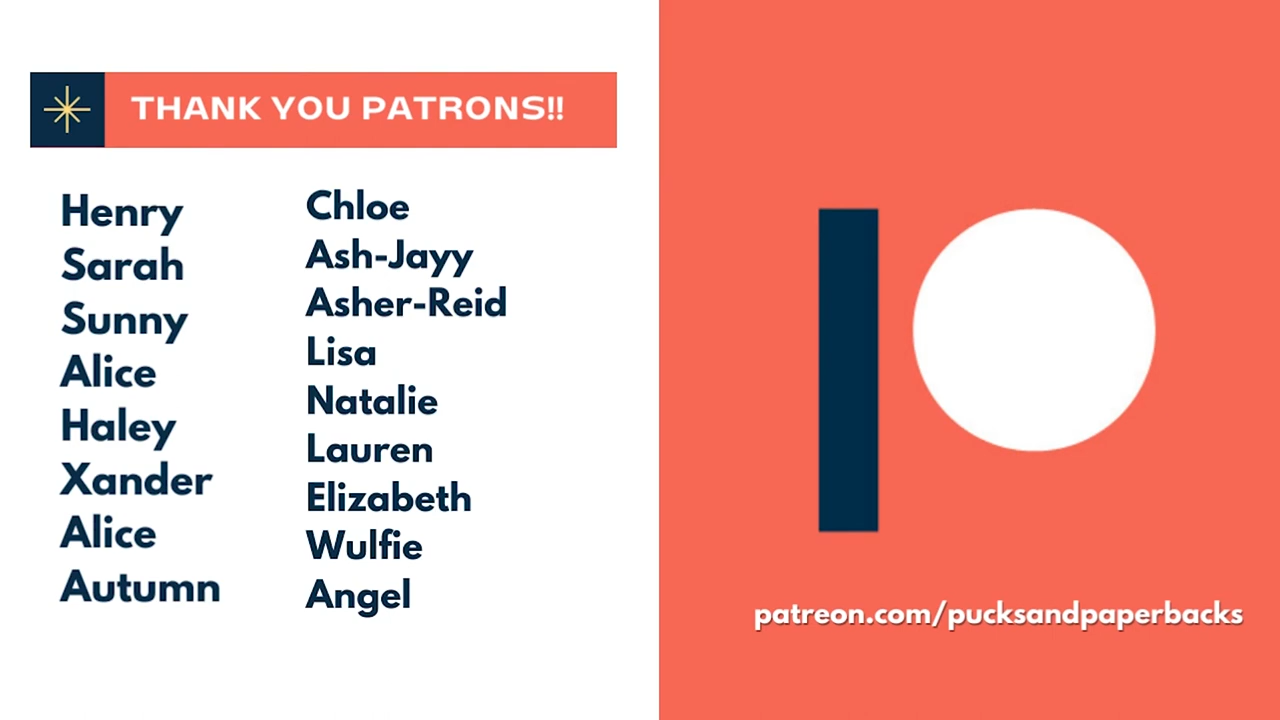 THANK YOU PATRONS!!
Henry
Sarah
Sunny
Alice
Haley
Xander
Alice
Autumn
Chloe
Ash-Jayy
Asher-Reid
Lisa
Natalie
Lauren
Elizabeth
Wulfie
Angel
patreon.com/pucksandpaperbacks